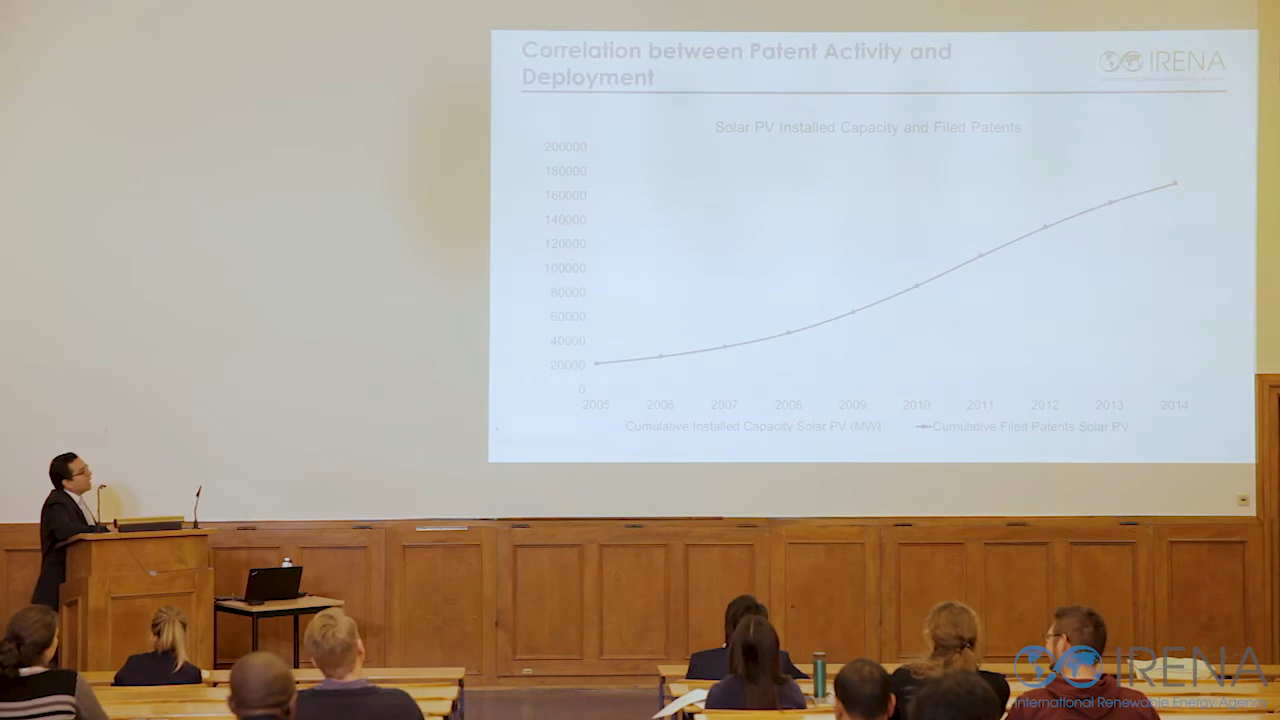 Correlation between Patent Activity and
Deployment
IRENA
International Renewable Energy Agency
Solar PV Installed Capacity and Filed Patents
200000
180000
160000
140000
120000
100000
80000
60000
40000
20000
0
2005 2006 2007 2008 2009 2010 2011 2012 2013 2014
Cumulative Installed Capacity Solar PV (MW) Cumulative Filed Patents Solar PV
IRENA
International Renewable Energy Agency